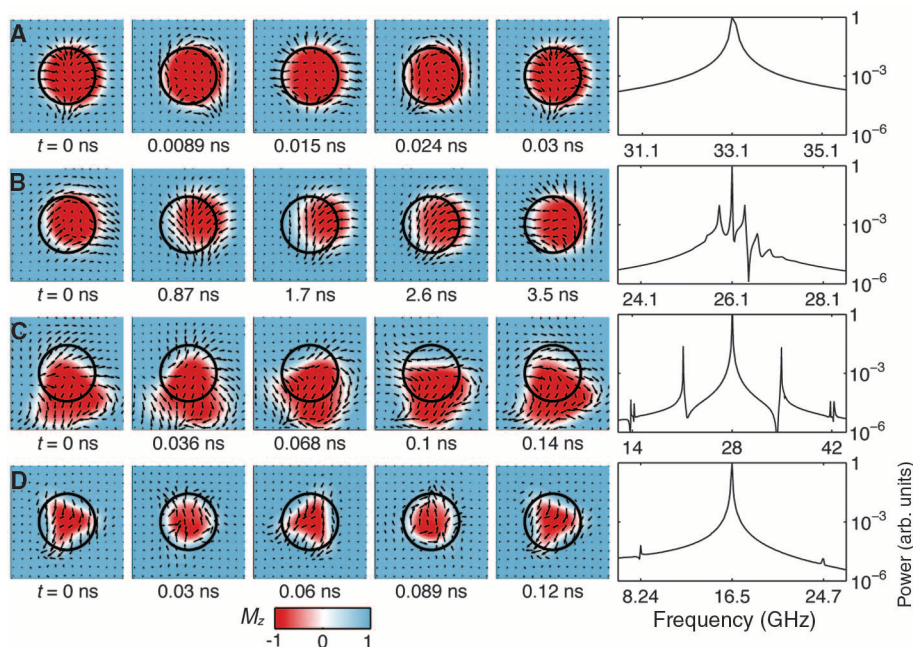 A
t = 0 ns 0.0089 ns 0.015 ns 0.024 ns 0.03 ns
1
10⁻³
10⁻⁶
31.1 33.1 35.1
B
t = 0 ns 0.87 ns 1.7 ns 2.6 ns 3.5 ns
1
10⁻³
10⁻⁶
24.1 26.1 28.1
C
t = 0 ns 0.036 ns 0.068 ns 0.1 ns 0.14 ns
1
10⁻³
10⁻⁶
14 28 42
D
t = 0 ns 0.03 ns 0.06 ns 0.089 ns 0.12 ns
1
10⁻³
10⁻⁶
8.24 16.5 24.7
Frequency (GHz)
Power (arb. units)
M_z
-1 0 1